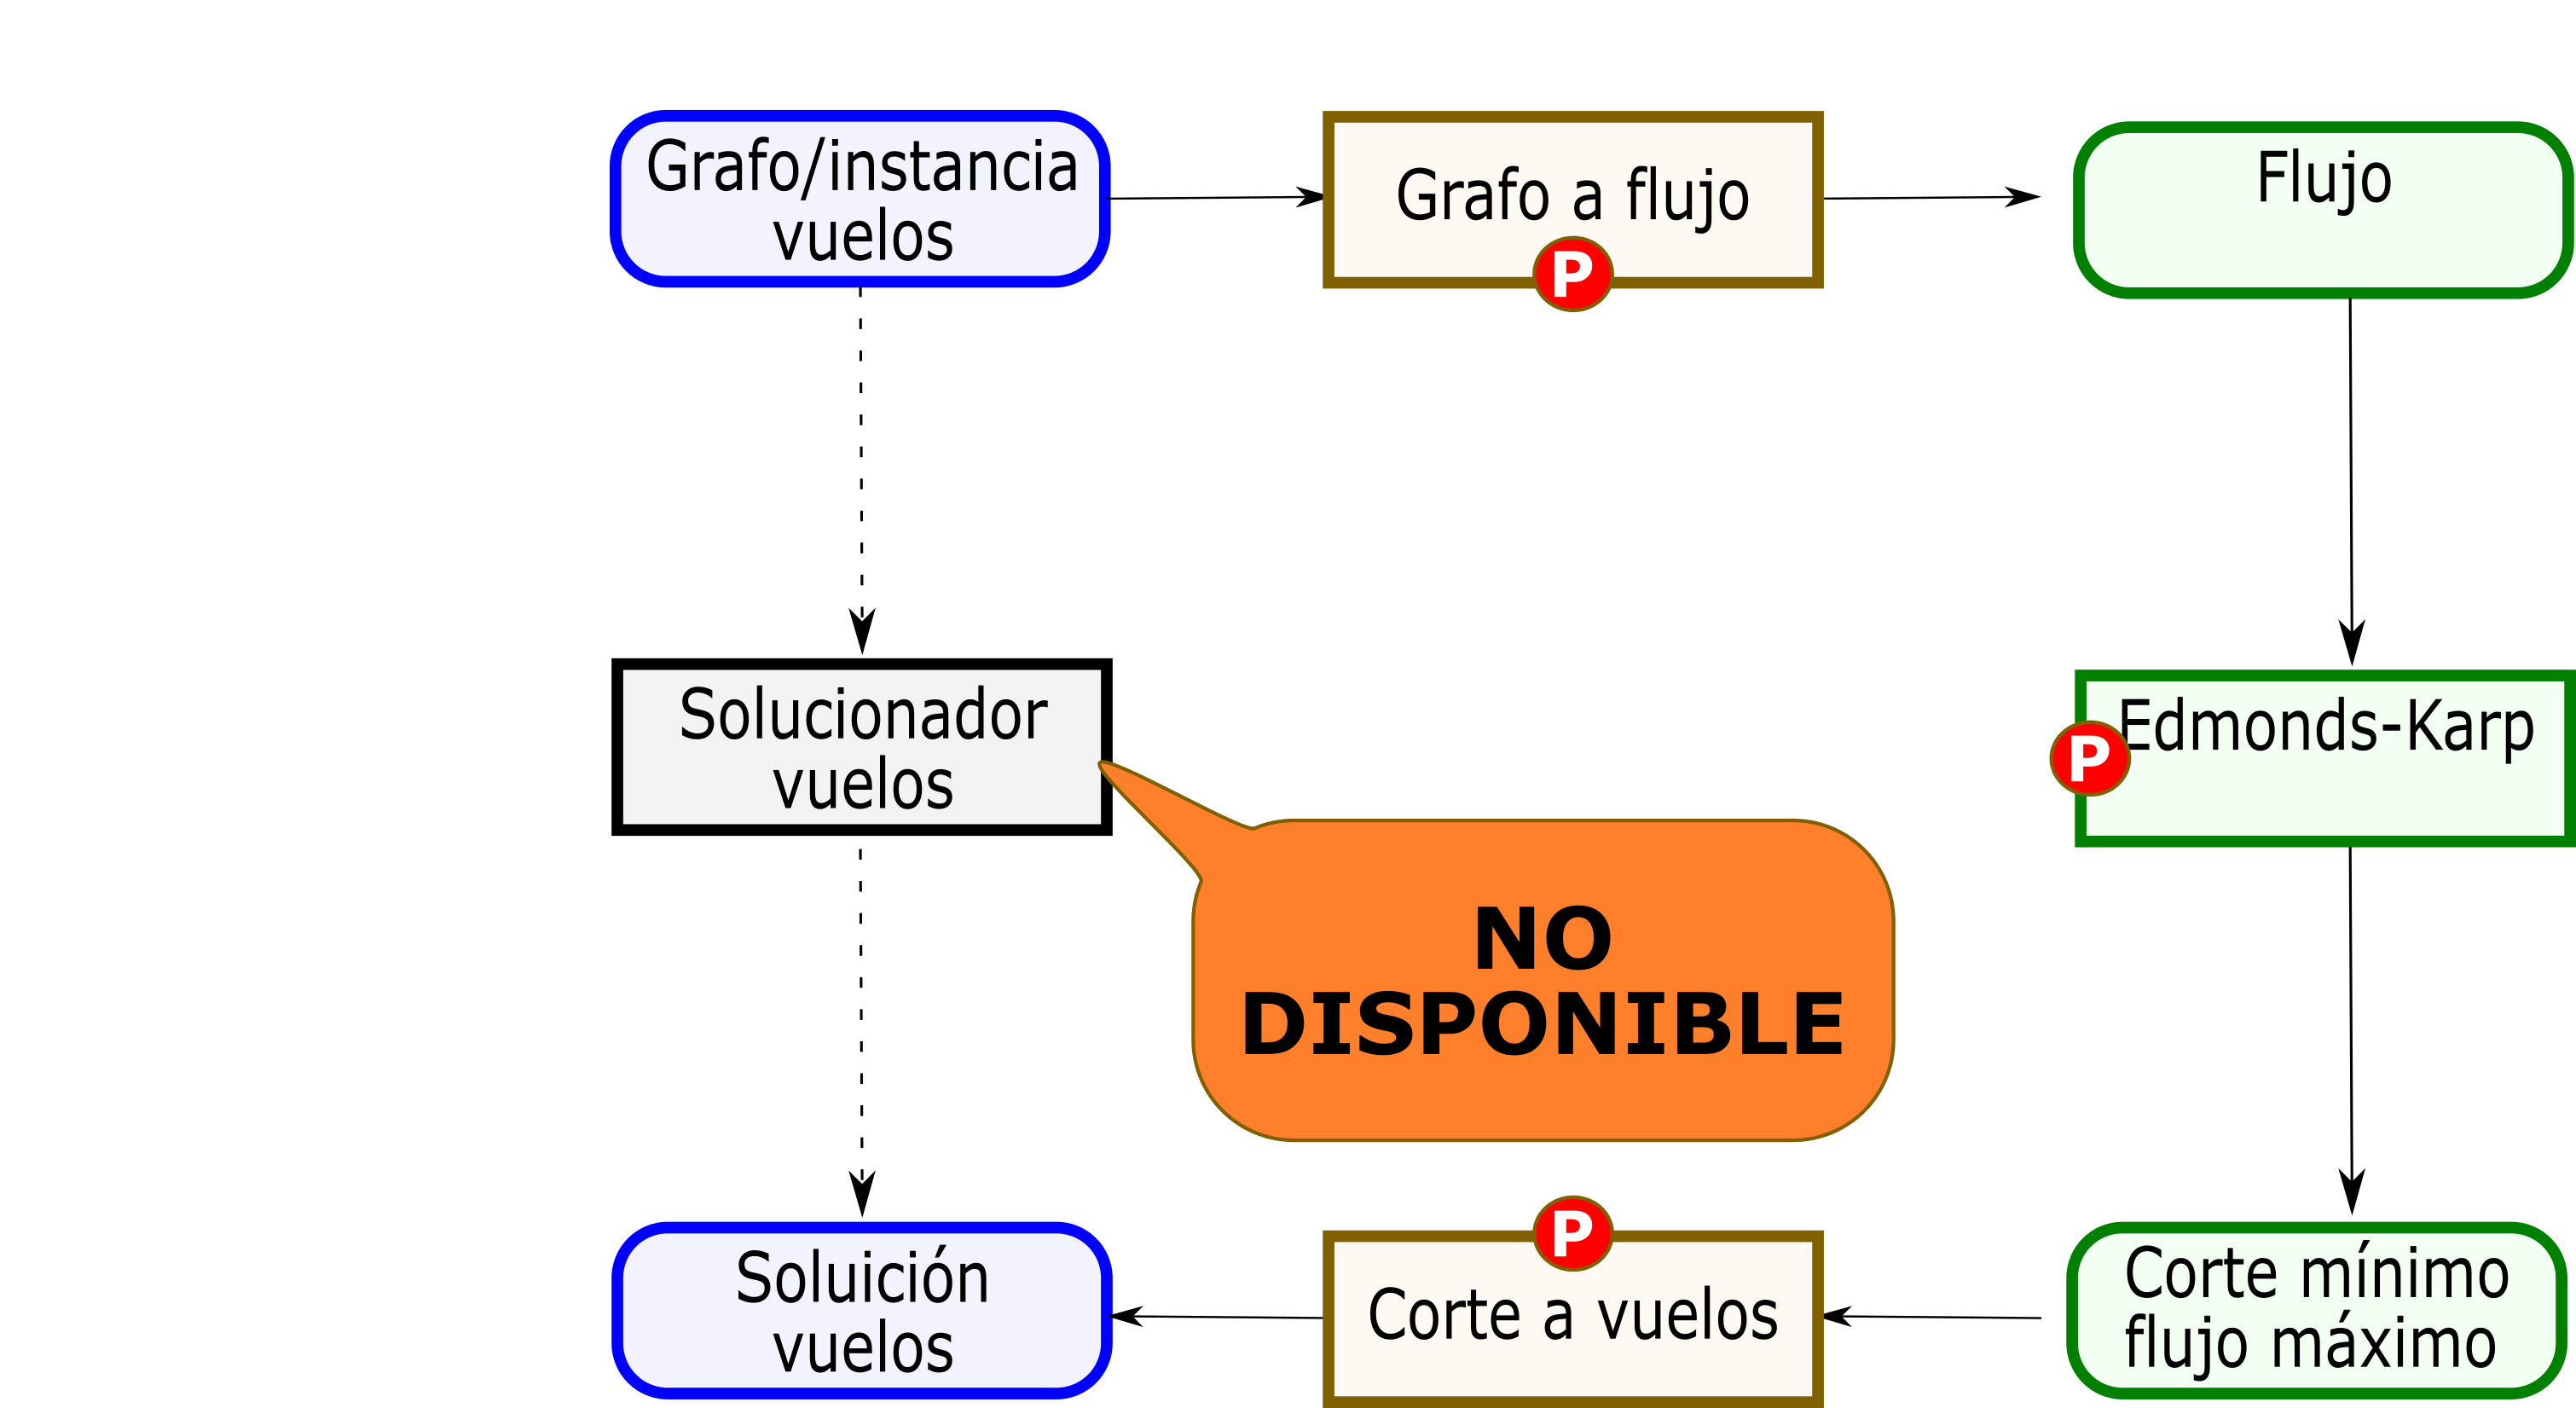 Grafo/instancia
vuelos
Grafo a flujo
P
Flujo
Solucionador
vuelos
Edmonds-Karp
P
NO
DISPONIBLE
Soluición
vuelos
P
Corte a vuelos
Corte mínimo
flujo máximo